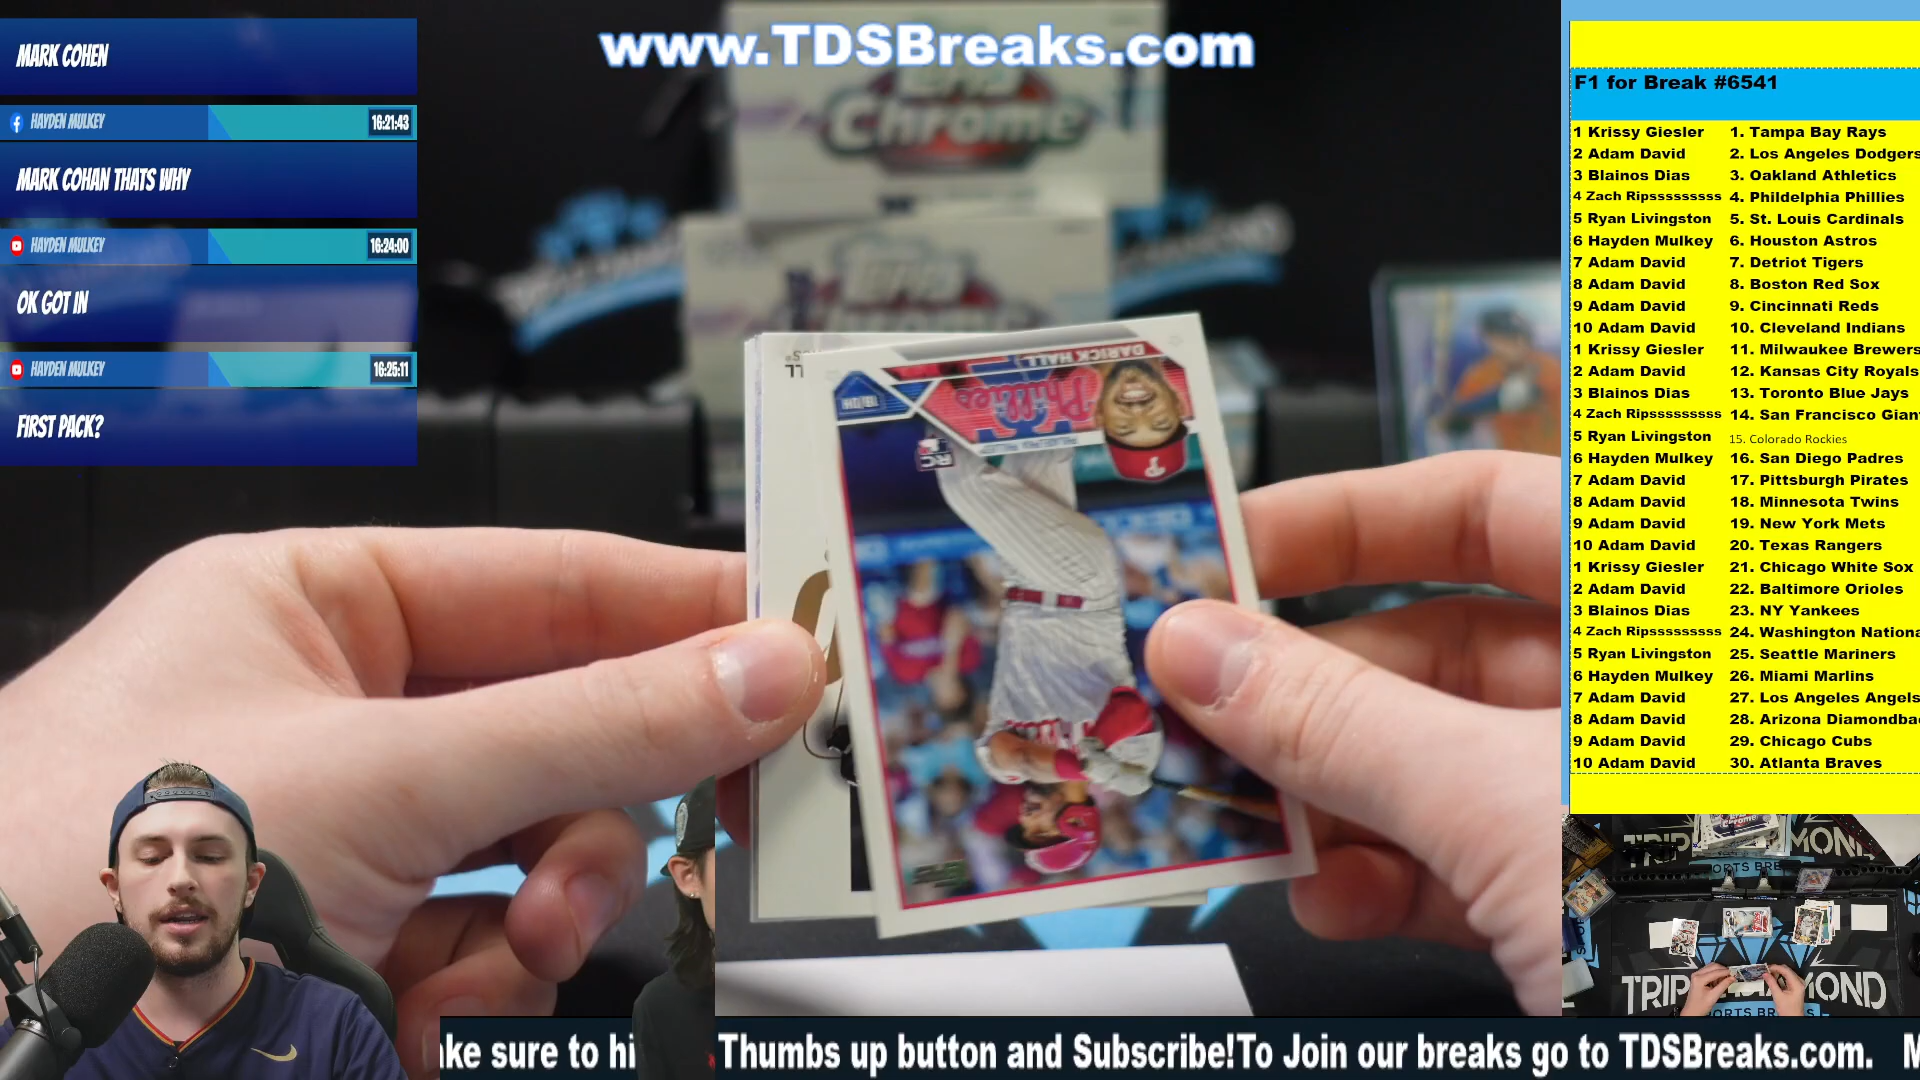 www.TDSBreaks.com
MARK COHEN
HAYDEN MULKEY 16:21:43
MARK COHAN THATS WHY
HAYDEN MULKEY 16:24:00
OK GOT IN
HAYDEN MULKEY 16:25:11
FIRST PACK?
Chrome
DARICK HALL
Phillies
1B/DH
RC
F1 for Break #6541
1 Krissy Giesler 1. Tampa Bay Rays
2 Adam David 2. Los Angeles Dodgers
3 Blainos Dias 3. Oakland Athletics
4 Zach Ripsssssssss 4. Phildelphia Phillies
5 Ryan Livingston 5. St. Louis Cardinals
6 Hayden Mulkey 6. Houston Astros
7 Adam David 7. Detriot Tigers
8 Adam David 8. Boston Red Sox
9 Adam David 9. Cincinnati Reds
10 Adam David 10. Cleveland Indians
1 Krissy Giesler 11. Milwaukee Brewers
2 Adam David 12. Kansas City Royals
3 Blainos Dias 13. Toronto Blue Jays
4 Zach Ripsssssssss 14. San Francisco Gian
5 Ryan Livingston 15. Colorado Rockies
6 Hayden Mulkey 16. San Diego Padres
7 Adam David 17. Pittsburgh Pirates
8 Adam David 18. Minnesota Twins
9 Adam David 19. New York Mets
10 Adam David 20. Texas Rangers
1 Krissy Giesler 21. Chicago White Sox
2 Adam David 22. Baltimore Orioles
3 Blainos Dias 23. NY Yankees
4 Zach Ripsssssssss 24. Washington Nationa
5 Ryan Livingston 25. Seattle Mariners
6 Hayden Mulkey 26. Miami Marlins
7 Adam David 27. Los Angeles Angels
8 Adam David 28. Arizona Diamondba
9 Adam David 29. Chicago Cubs
10 Adam David 30. Atlanta Braves
ake sure to hi Thumbs up button and Subscribe!To Join our breaks go to TDSBreaks.com. M